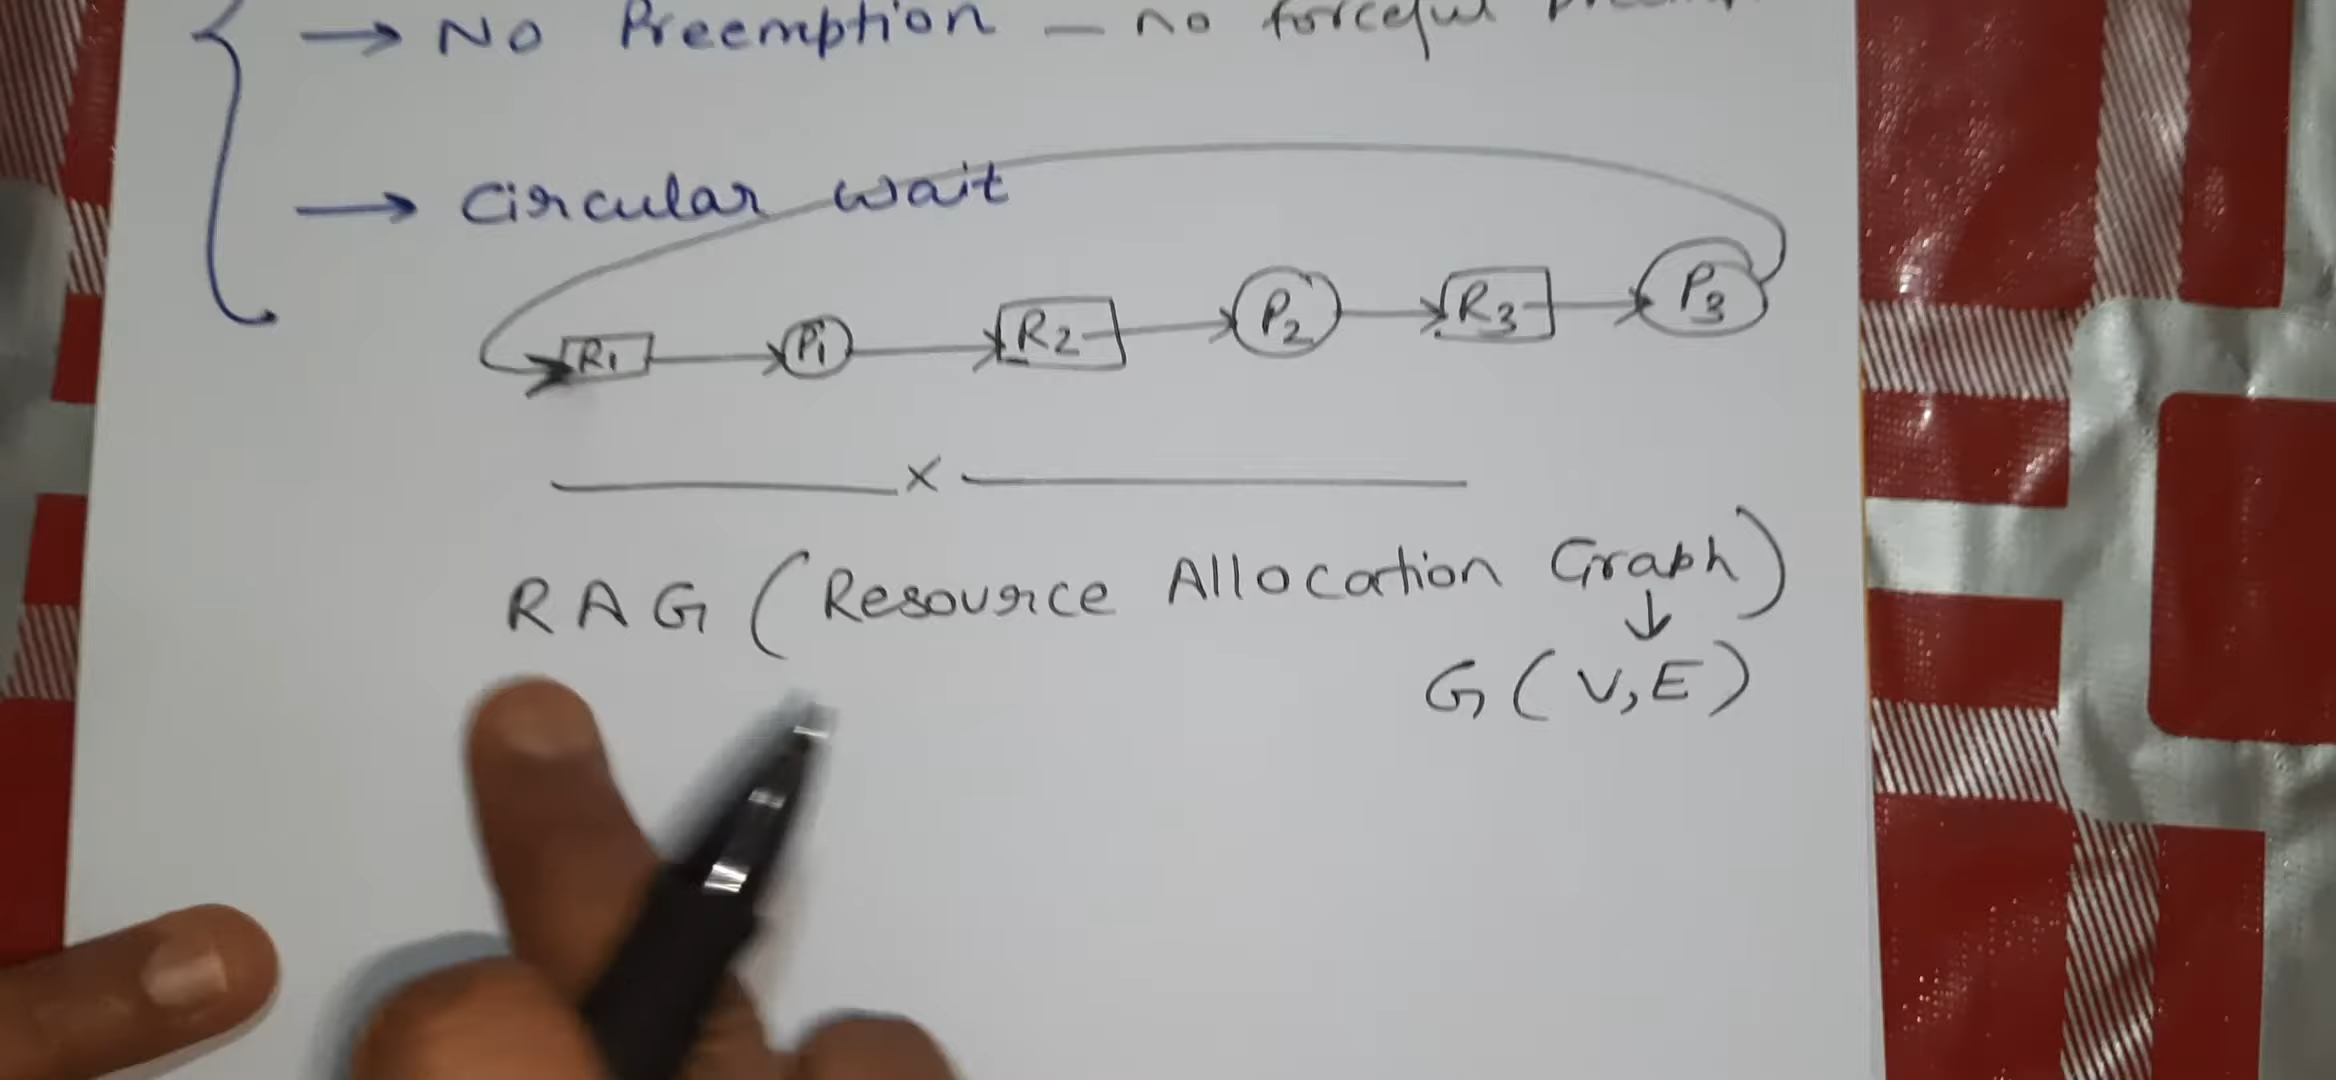 → No Preemption - no forceful
→ Circular wait
R1 → P1 → R2 → P2 → R3 → P3
x
RAG (Resource Allocation Graph)
↓
G(V,E)